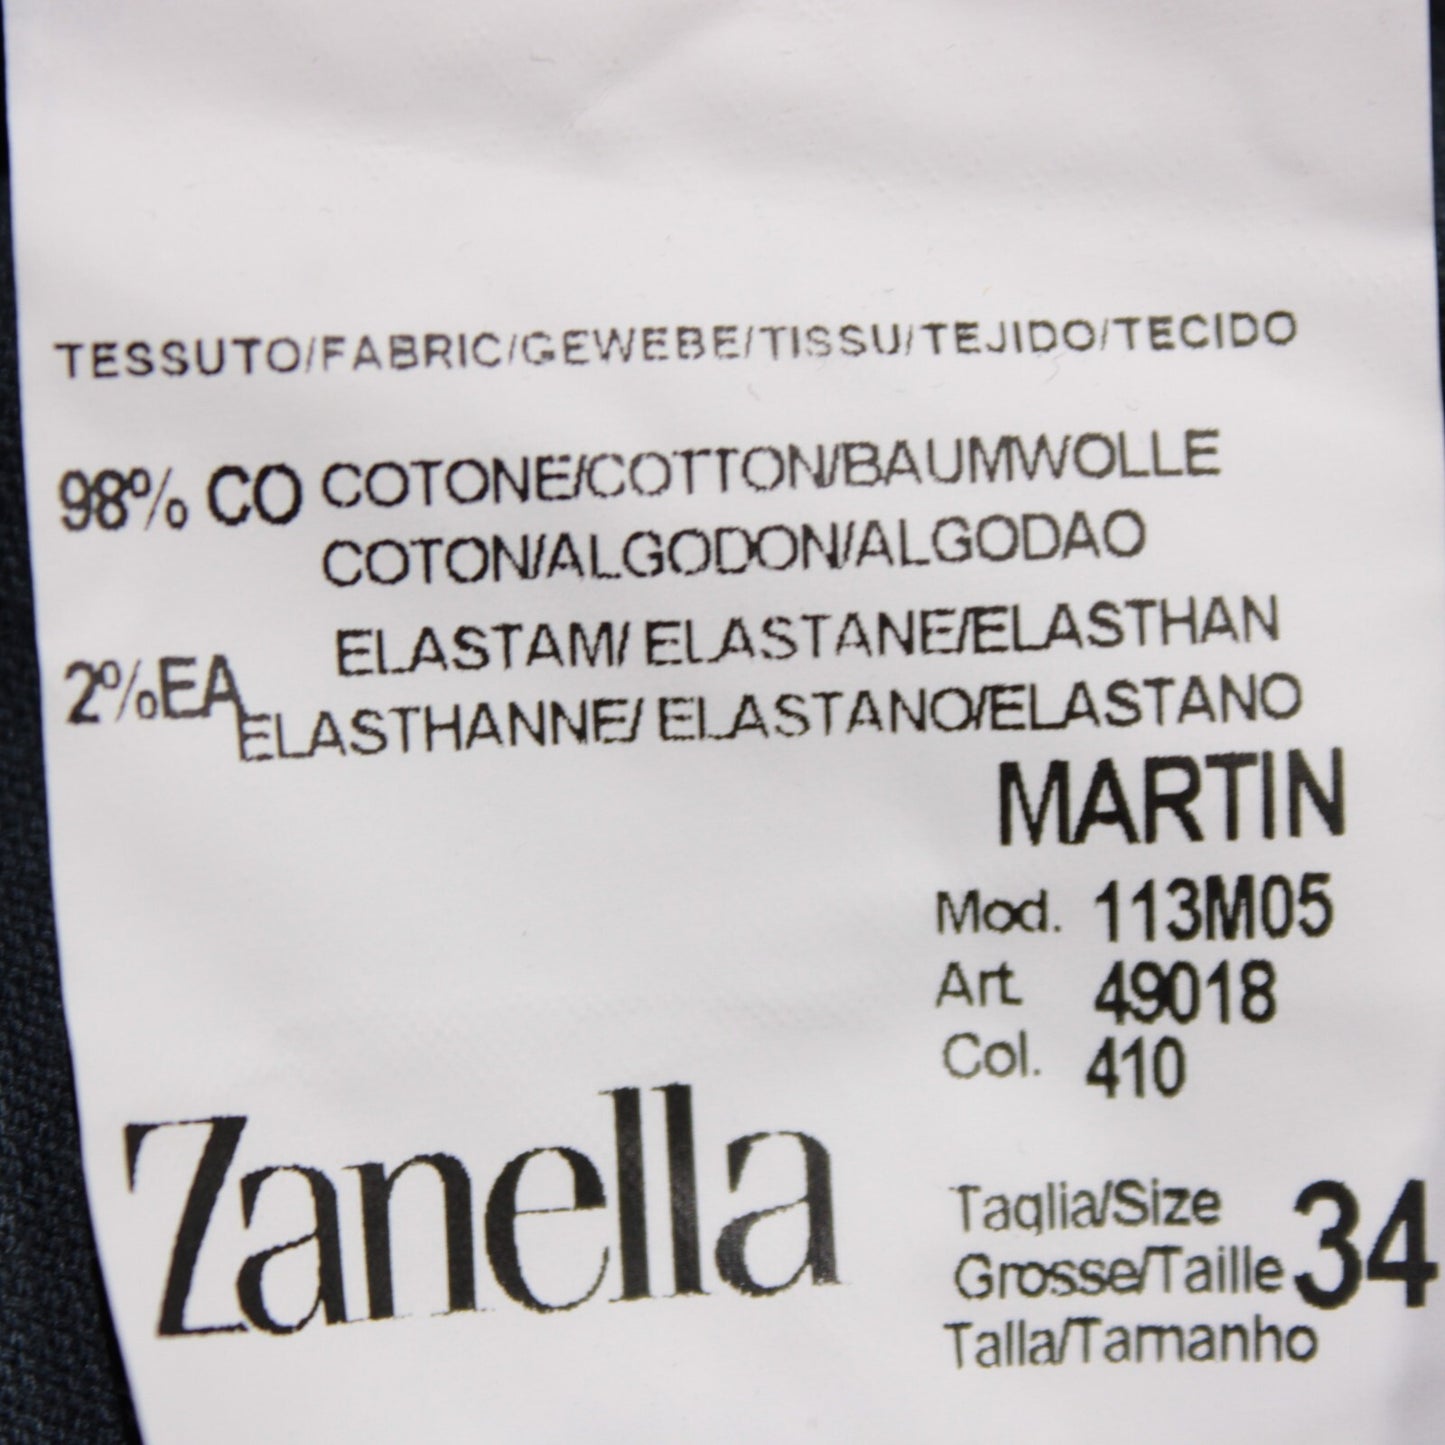 TESSUTO/FABRIC/GEWEBE/TISSU/TEJIDO/TECIDO
98% CO COTONE/COTTON/BAUMWOLLE
COTON/ALGODON/ALGODAO
2%EA ELASTAM/ ELASTANE/ELASTHAN
ELASTHANNE/ ELASTANO/ELASTANO
MARTIN
Mod. 113M05
Art. 49018
Col. 410
Zanella
Taglia/Size
Grosse/Taille 34
Talla/Tamanho